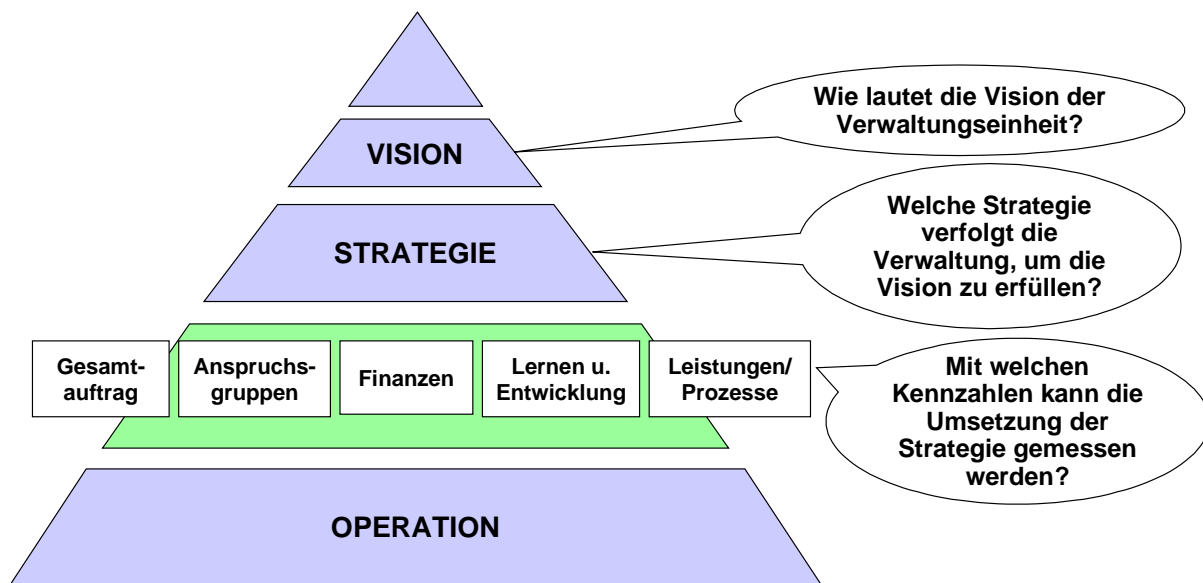 Wie lautet die Vision der
Verwaltungseinheit?
VISION
Welche Strategie
verfolgt die
Verwaltung, um die
Vision zu erfüllen?
STRATEGIE
Gesamt-
auftrag
Anspruchs-
gruppen
Finanzen
Lernen u.
Entwicklung
Leistungen/
Prozesse
Mit welchen
Kennzahlen kann die
Umsetzung der
Strategie gemessen
werden?
OPERATION